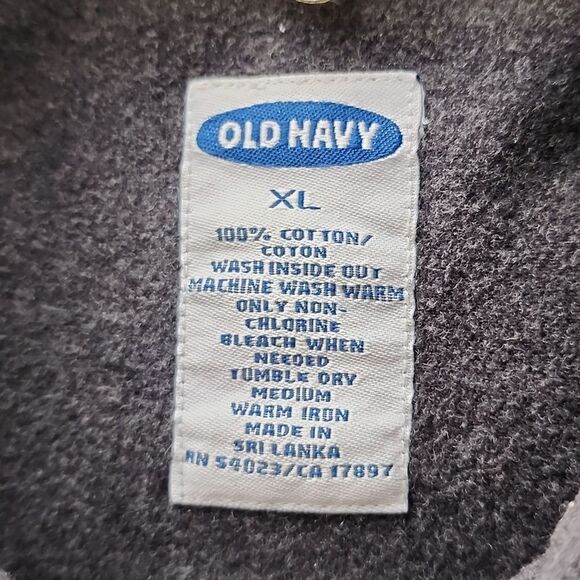 OLD NAVY
XL
100% COTTON/
COTON
WASH INSIDE OUT
MACHINE WASH WARM
ONLY NON-
CHLORINE
BLEACH WHEN
NEEDED
TUMBLE DRY
MEDIUM
WARM IRON
MADE IN
SRI LANKA
RN 54023/CA 17897